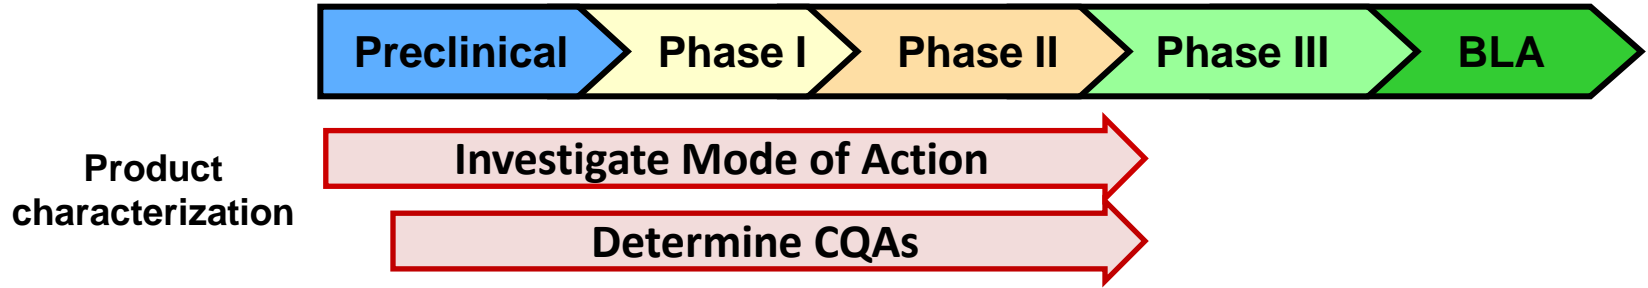 Preclinical Phase I Phase II Phase III BLA
Investigate Mode of Action
Product
characterization
Determine CQAs